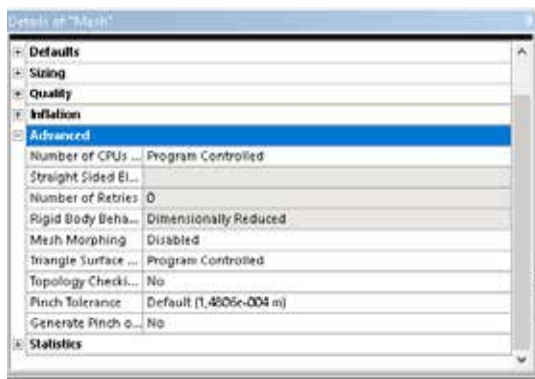 Details of "Mesh"
Defaults
Sizing
Quality
Inflation
Advanced
Number of CPUs ... Program Controlled
Straight Sided El...
Number of Retries 0
Rigid Body Beha... Dimensionally Reduced
Mesh Morphing Disabled
Triangle Surface ... Program Controlled
Topology Checki... No
Pinch Tolerance Default (1,4806e-004 m)
Generate Pinch o... No
Statistics